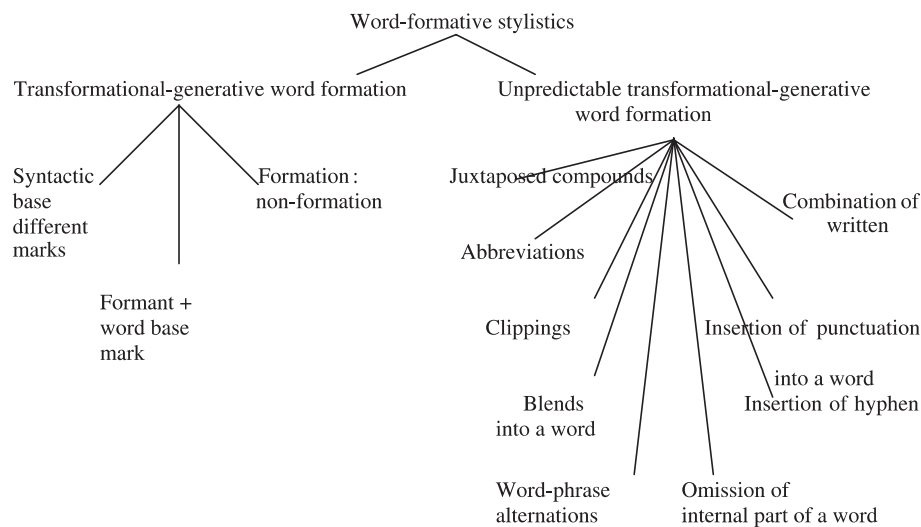 Word-formative stylistics
Transformational-generative word formation
Unpredictable transformational-generative
word formation
Syntactic
base
different
marks
Formation :
non-formation
Formant +
word base
mark
Juxtaposed compounds
Combination of
written
Abbreviations
Clippings
Insertion of punctuation
into a word
Insertion of hyphen
Blends
into a word
Word-phrase
alternations
Omission of
internal part of a word